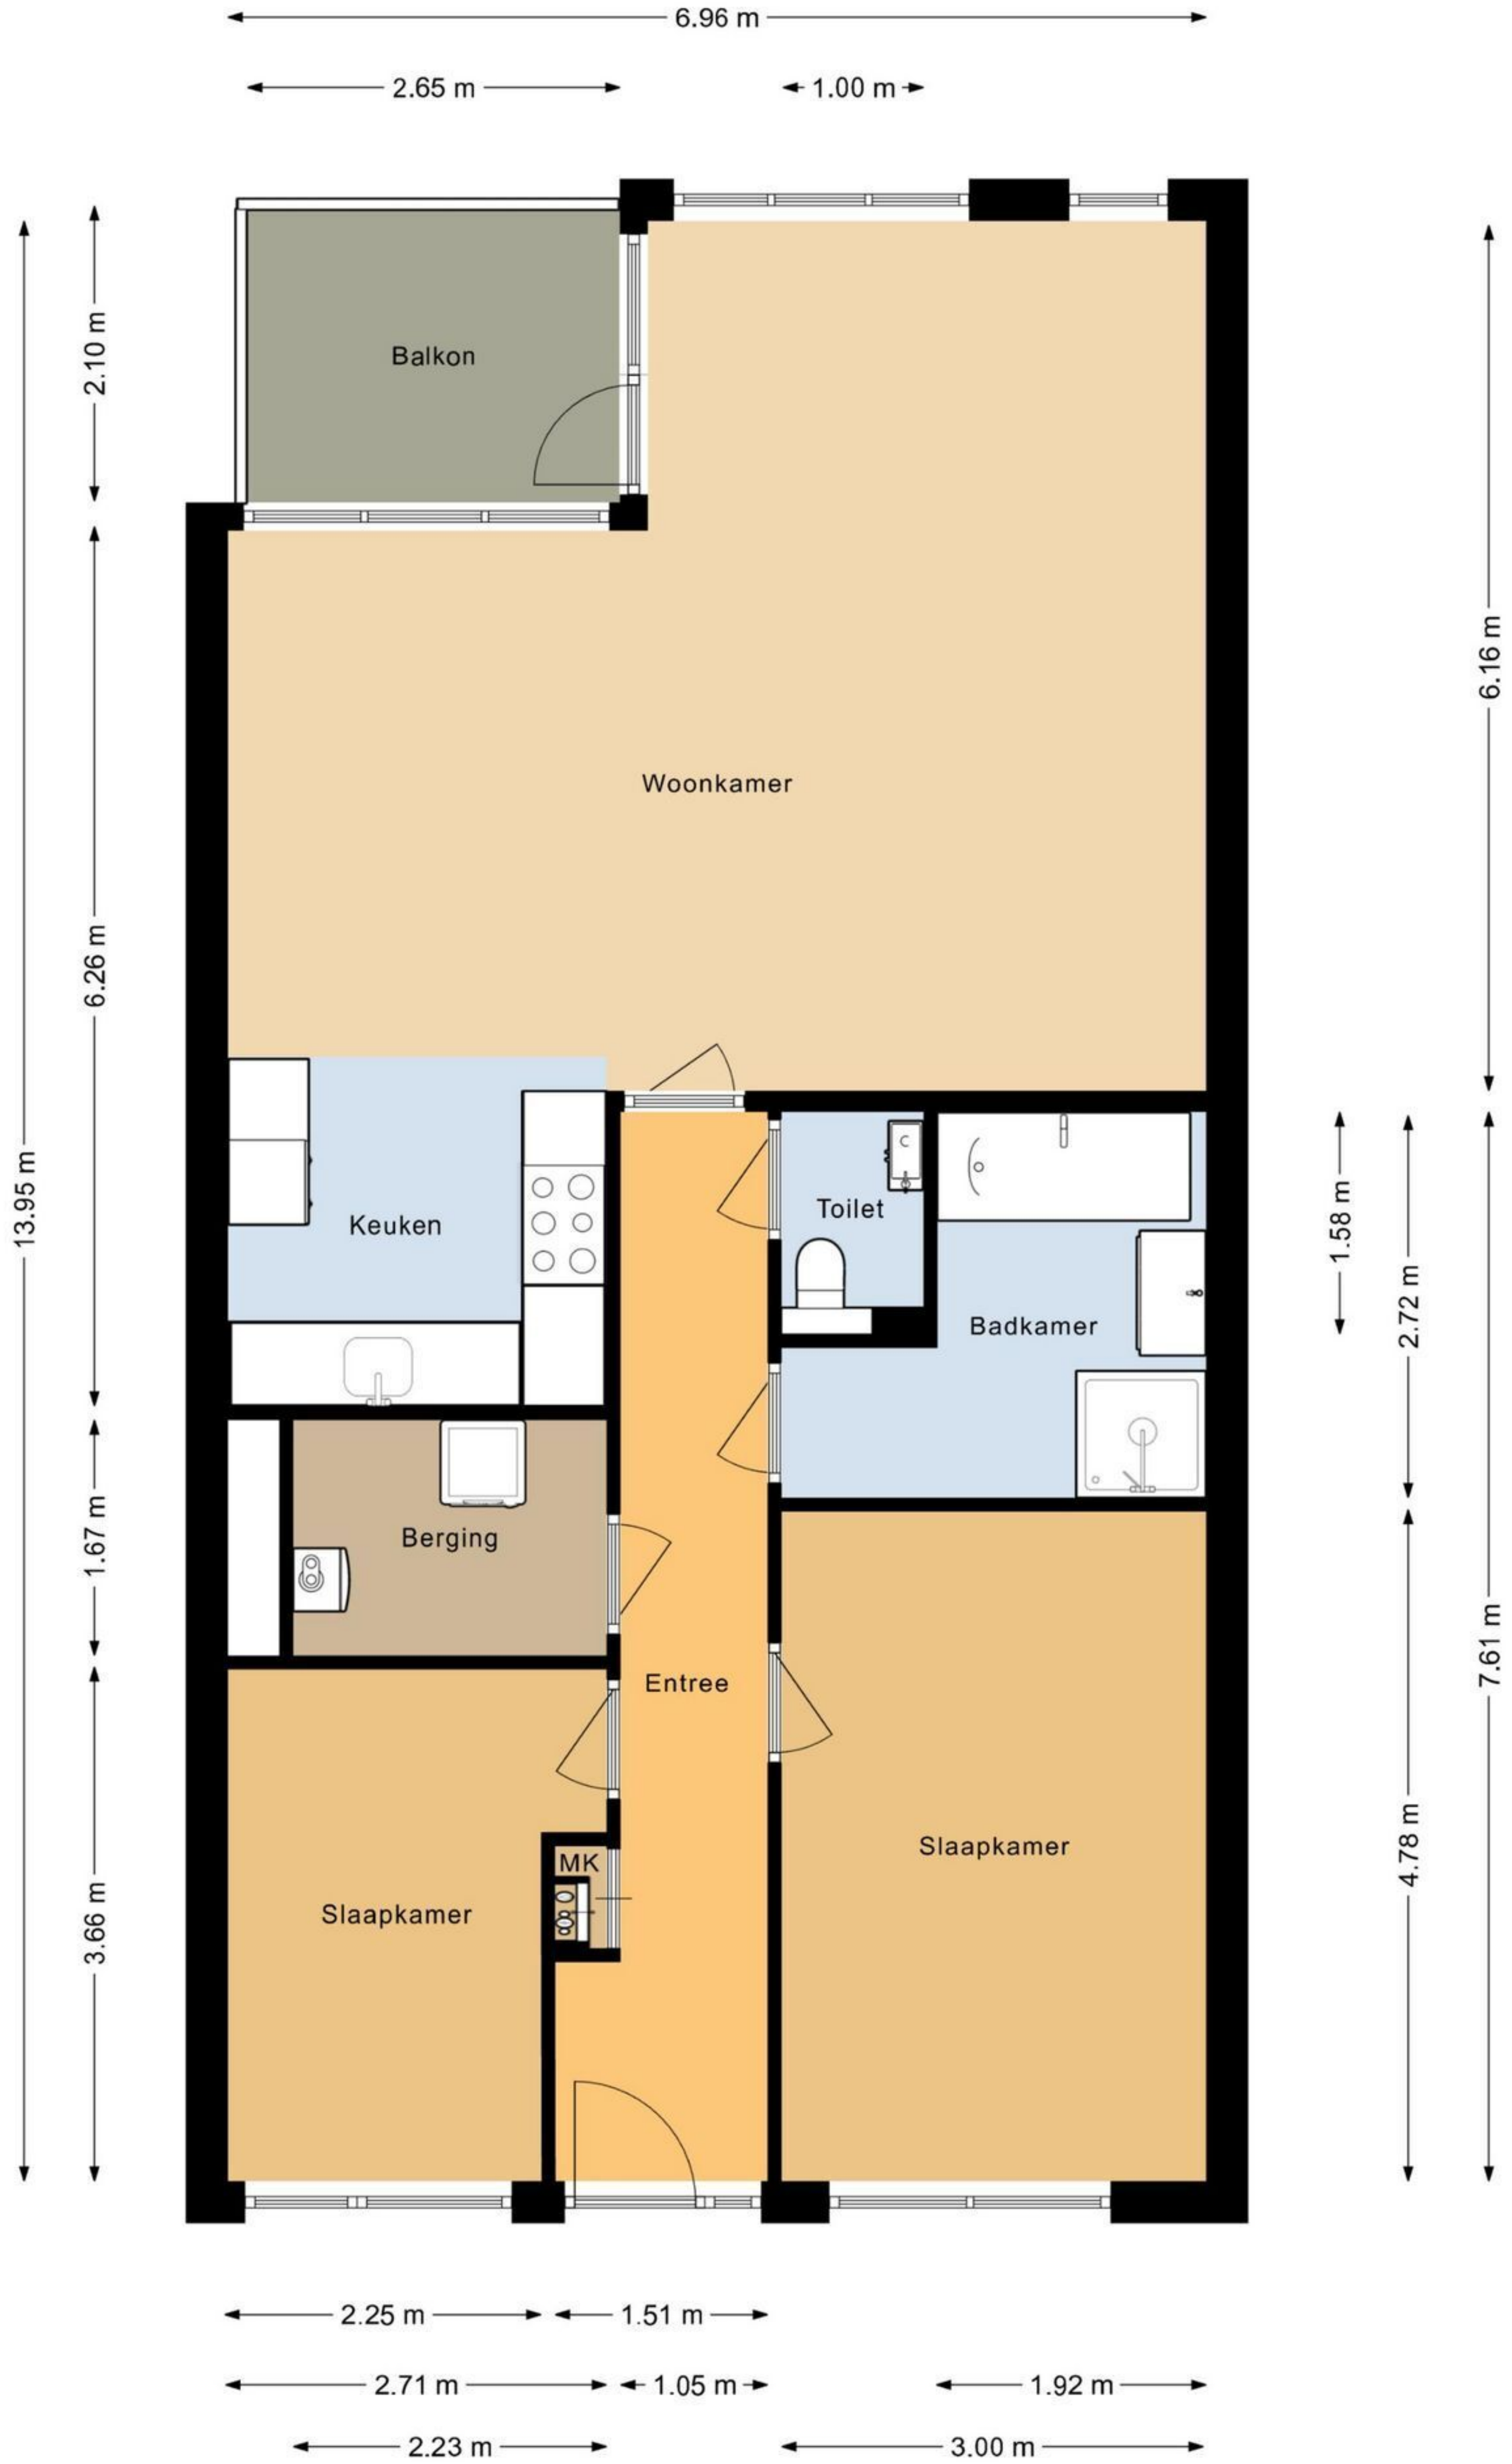 6.96 m
2.65 m
1.00 m
Balkon
2.10 m
6.16 m
Woonkamer
6.26 m
13.95 m
Keuken
Toilet
1.58 m
2.72 m
Badkamer
Berging
1.67 m
Entree
7.61 m
Slaapkamer
4.78 m
MK
Slaapkamer
3.66 m
2.25 m
1.51 m
2.71 m
1.05 m
1.92 m
2.23 m
3.00 m